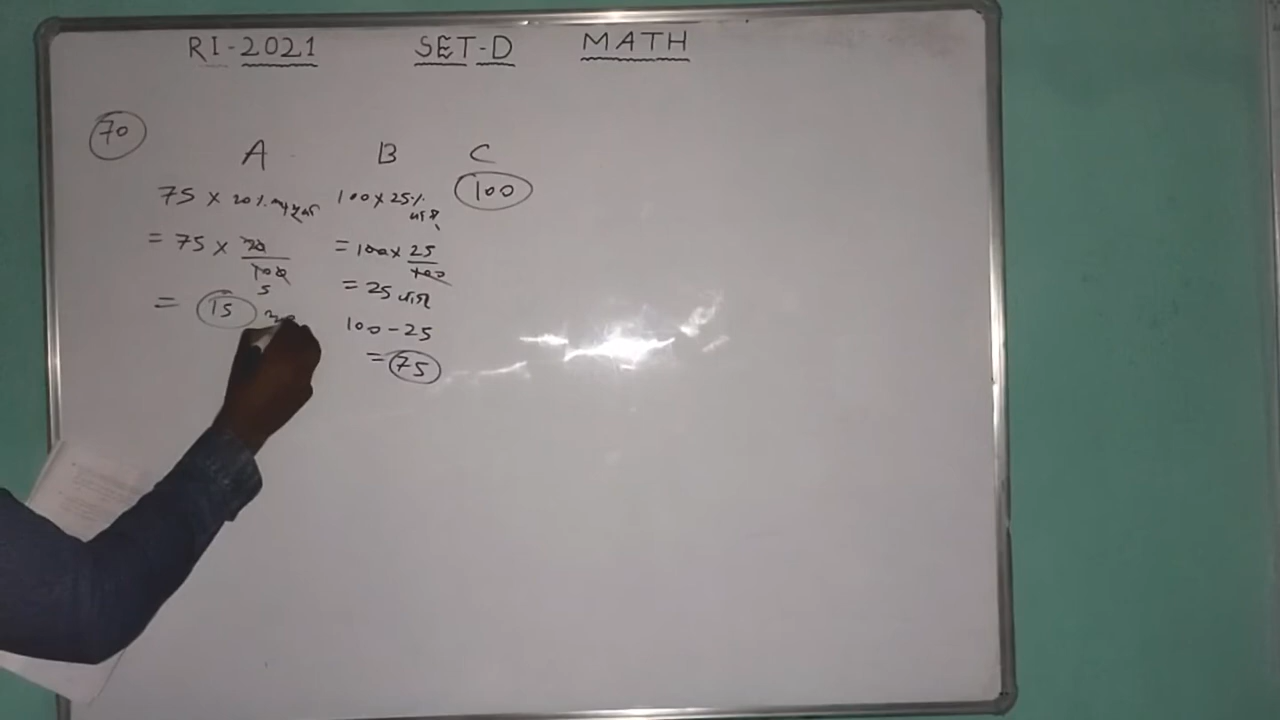 RI-2021 SET-D MATH
70
A B C
75 × 20%
100 × 25%
100
= 75 × 20/100
5
= 15
= 100 × 25/100
= 25
100 - 25
= 75